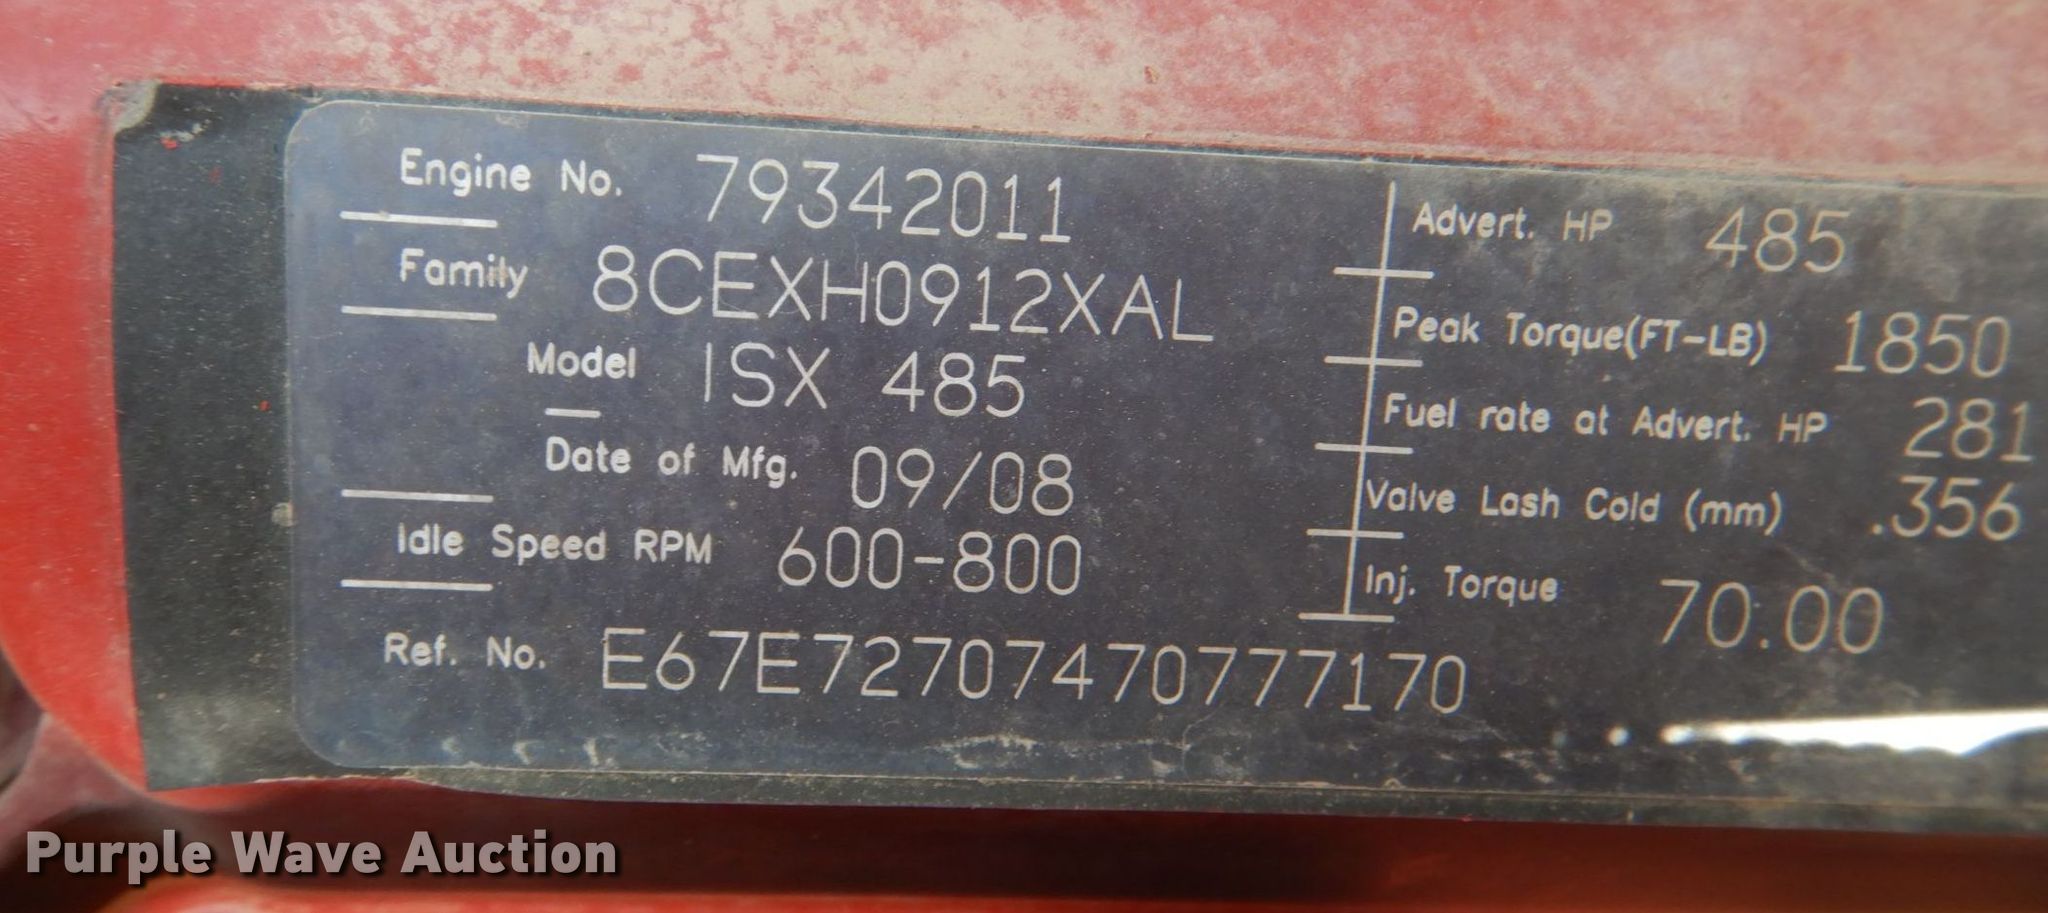 Engine No. 79342011
Family 8CEXH0912XAL
Model ISX 485
Date of Mfg. 09/08
Idle Speed RPM 600-800
Ref. No. E67E72707470777170
Advert. HP 485
Peak Torque(FT-LB) 1850
Fuel rate at Advert. HP 281
Valve Lash Cold (mm) .356
Inj. Torque 70.00
Purple Wave Auction